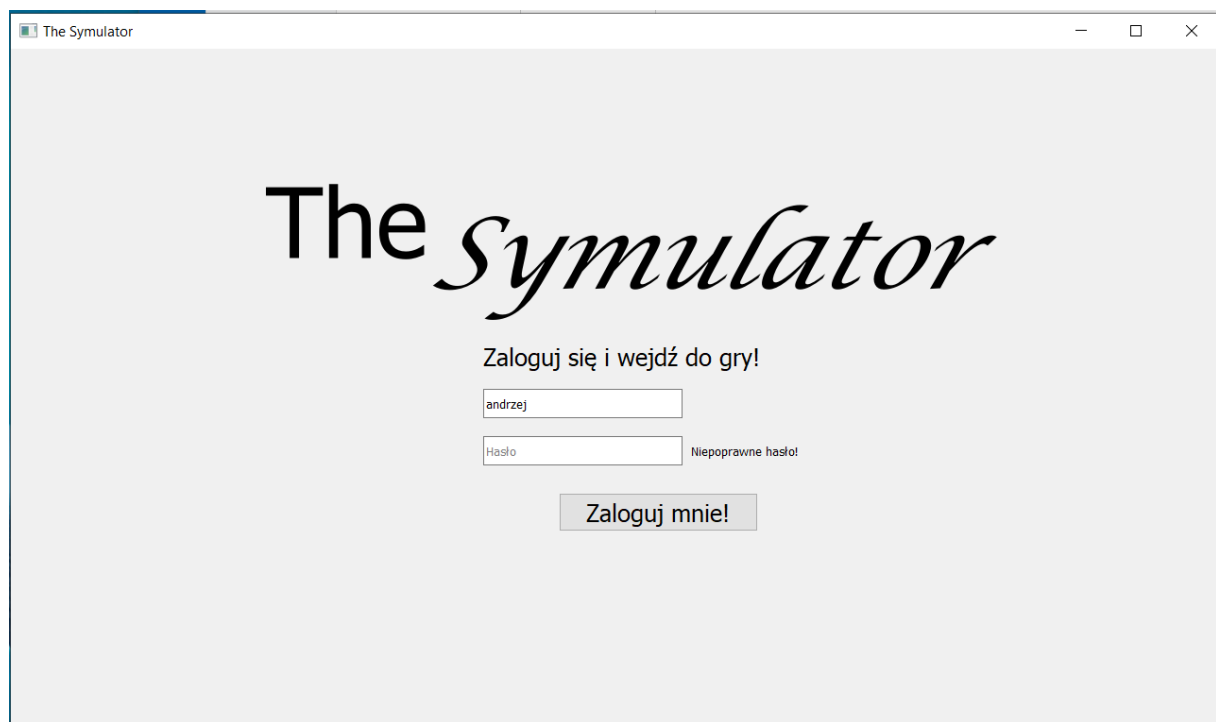 The Symulator
The Symulator
Zaloguj się i wejdź do gry!
andrzej
Hasło Niepoprawne hasło!
Zaloguj mnie!